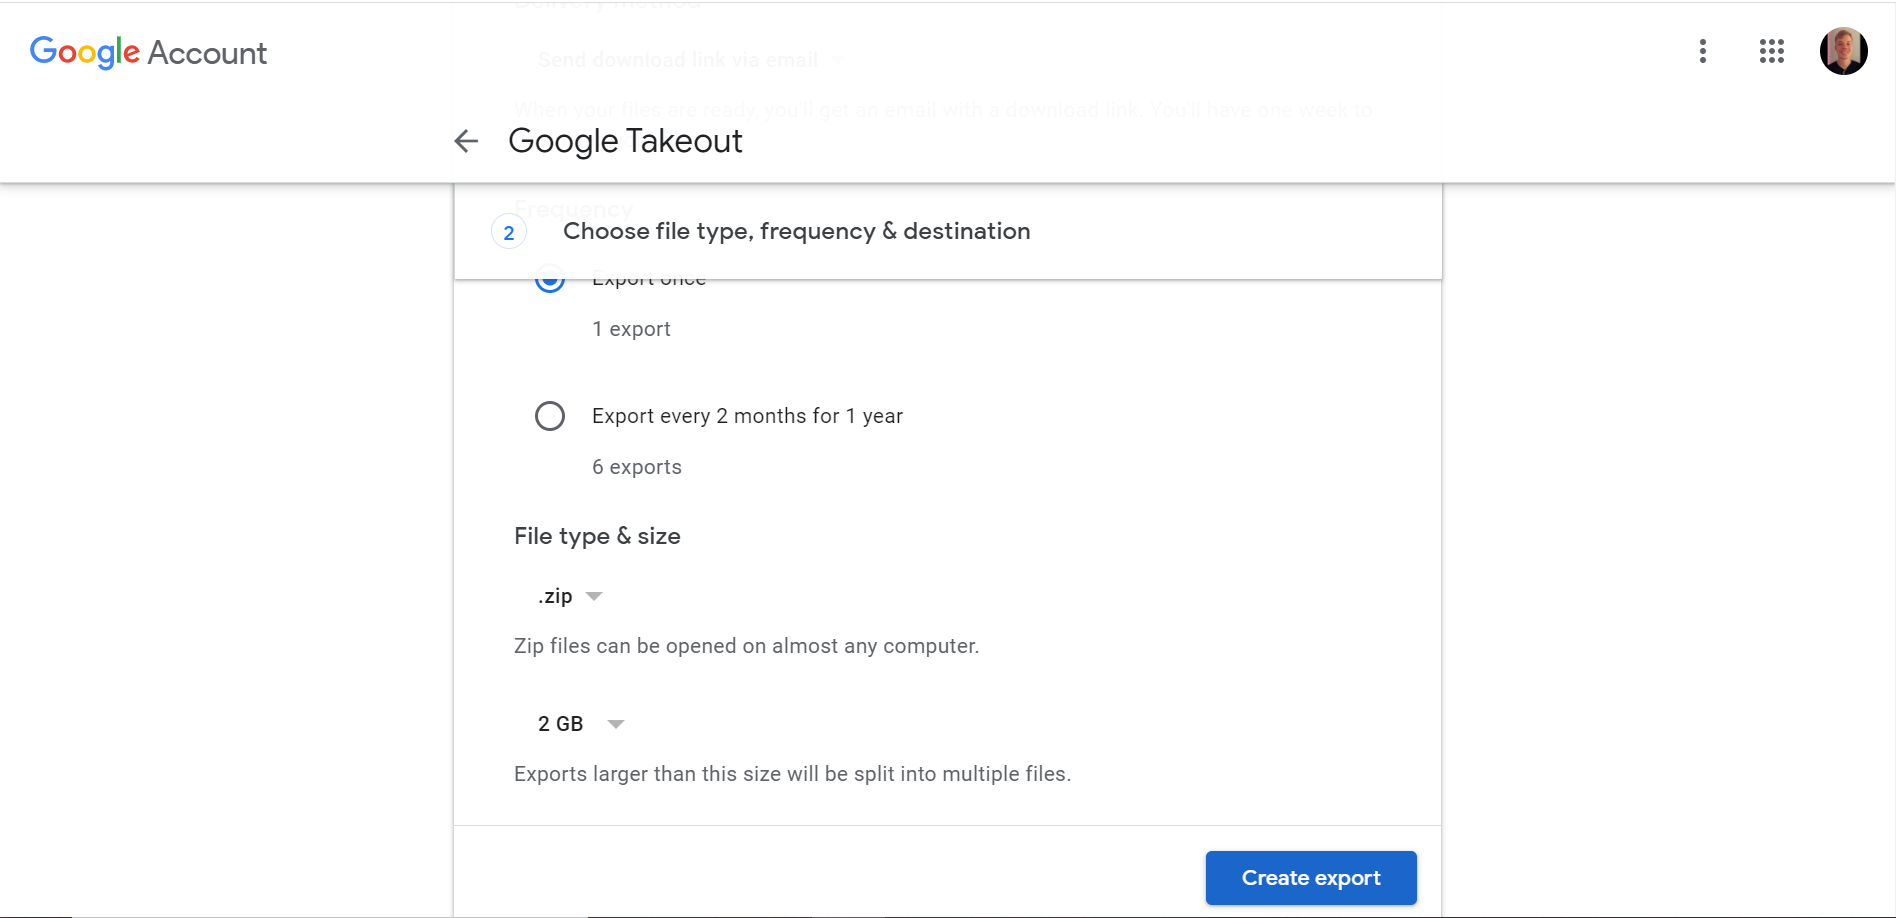 Delivery method
Google Account
Send download link via email
When your files are ready, you'll get an email with a download link. You'll have one week to
Google Takeout
Frequency
2 Choose file type, frequency & destination
Export once
1 export
Export every 2 months for 1 year
6 exports
File type & size
.zip
Zip files can be opened on almost any computer.
2 GB
Exports larger than this size will be split into multiple files.
Create export